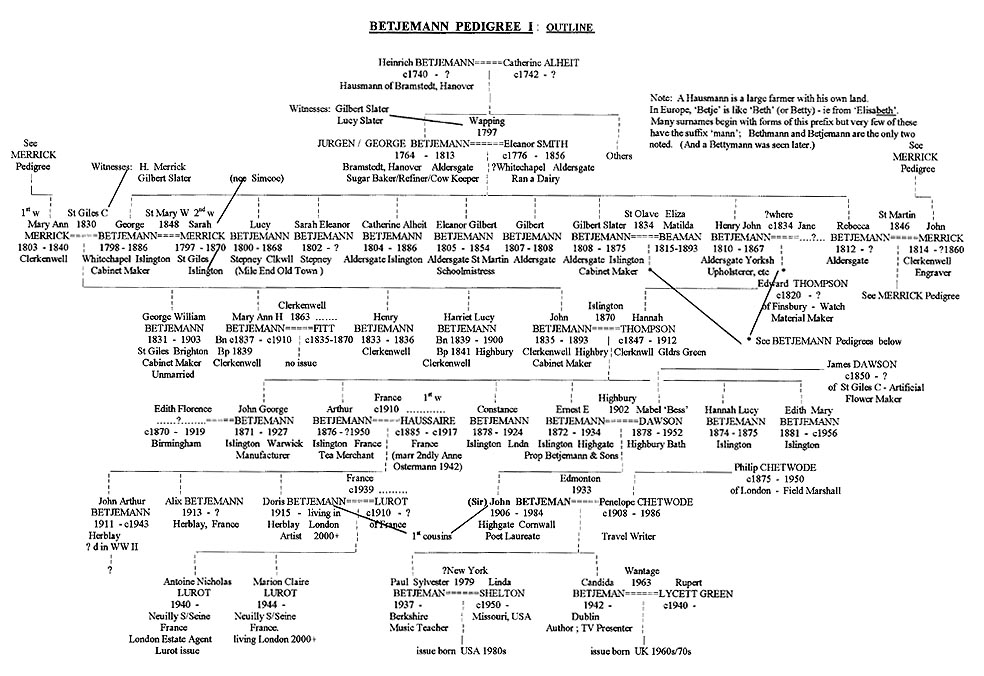 BETJEMANN PEDIGREE I : OUTLINE
Heinrich BETJEMANN=====Catherine ALHEIT
c1740 - ? c1742 - ?
Hausmann of Bramstedt, Hanover
Note: A Hausmann is a large farmer with his own land.
In Europe, 'Betje' is like 'Beth' (or Betty) - ie from 'Elisabeth'.
Many surnames begin with forms of this prefix but very few of these
have the suffix 'mann'; Bethmann and Betjemann are the only two
noted. (And a Bettymann was seen later.)
Witnesses: Gilbert Slater
Lucy Slater
Wapping
1797
JURGEN / GEORGE BETJEMANN======Eleanor SMITH
1764 - 1813 c1776 - 1856
Bramstedt, Hanover Aldersgate ?Whitechapel Aldersgate
Sugar Baker/Refiner/Cow Keeper Ran a Dairy
Others
See
MERRICK
Pedigree
Witnesses: H. Merrick
Gilbert Slater
(nee Simcoe)
See
MERRICK
Pedigree
1st w St Giles C St Mary W 2nd w
Mary Ann 1830 George 1848 Sarah
MERRICK=====BETJEMANN====MERRICK
1803 - 1840 1798 - 1886 1797 - 1870
Clerkenwell Whitechapel Islington St Giles
Cabinet Maker Islington
Lucy
BETJEMANN
1800 - 1868
Stepney Clkwll
(Mile End Old Town)
Sarah Eleanor
BETJEMANN
1802 - ?
Stepney
Catherine Alheit
BETJEMANN
1804 - 1886
Aldersgate Islington
Eleanor Gilbert
BETJEMANN
1805 - 1854
Aldersgate St Martin
Schoolmistress
Gilbert
BETJEMANN
1807 - 1808
Aldersgate
St Olave Eliza
Gilbert Slater 1834 Matilda
BETJEMANN=====BEAMAN
1808 - 1875 1815-1893
Aldersgate Islington
Cabinet Maker *
?where
Henry John c1834 Jane
BETJEMANN=====....?...
1810 - 1867
Aldersgate Yorksh
Upholsterer, etc *
Rebecca
BETJEMANN
1812 - ?
Aldersgate
St Martin
1846 John
MERRICK
1814 - ?1860
Clerkenwell
Engraver
See MERRICK Pedigree
Edward THOMPSON
c1820 - ?
of Finsbury - Watch
Material Maker
* See BETJEMANN Pedigrees below
George William
BETJEMANN
1831 - 1903
St Giles Brighton
Cabinet Maker
Unmarried
Clerkenwell
Mary Ann H 1863 .......
BETJEMANN=====FITT
Bn c1837 - c1910 c1835-1870
Bp 1839
Clerkenwell no issue
Henry
BETJEMANN
1833 - 1836
Clerkenwell
Harriet Lucy
BETJEMANN
Bn 1839 - 1900
Bp 1841 Highbury
Clerkenwell
Islington
John 1870 Hannah
BETJEMANN=====THOMPSON
1835 - 1893 c1847 - 1912
Clerkenwell Highbry Clerknwll Gldrs Green
Cabinet Maker
James DAWSON
c1850 - ?
of St Giles C - Artificial
Flower Maker
Edith Florence John George
......?......=====BETJEMANN
c1870 - 1919 1871 - 1927
Birmingham Islington Warwick
Manufacturer
France 1st w
Arthur c1910 ............
BETJEMANN=====HAUSSAIRE
1876 - ?1950 c1885 - c1917
Islington France France
Tea Merchant (marr 2ndly Anne
Ostermann 1942)
Constance
BETJEMANN
1878 - 1924
Islington Lndn
Highbury
Ernest E 1902 Mabel 'Bess'
BETJEMANN=====DAWSON
1872 - 1934 1878 - 1952
Islington Highgate Highbury Bath
Prop Betjemann & Sons
Hannah Lucy
BETJEMANN
1874 - 1875
Islington
Edith Mary
BETJEMANN
1881 - c1956
Islington
Philip CHETWODE
c1875 - 1950
of London - Field Marshall
John Arthur
BETJEMANN
1911 - c1943
Herblay
? d in WW II
?
Alix BETJEMANN
1913 - ?
Herblay, France
France
c1939 .........
Doris BETJEMANN=====LUROT
1915 - living in c1910 - ?
Herblay London of France
Artist 2000+
1st cousins
Edmonton
1933
(Sir) John BETJEMAN=====Penelope CHETWODE
1906 - 1984 c1908 - 1986
Highgate Cornwall
Poet Laureate Travel Writer
Antoine Nicholas
LUROT
1940 -
Neuilly S/Seine
France
London Estate Agent
Lurot issue
Marion Claire
LUROT
1944 -
Neuilly S/Seine
France.
living London 2000+
?New York
Paul Sylvester 1979 Linda
BETJEMAN======SHELTON
1937 - c1950 -
Berkshire Missouri, USA
Music Teacher
issue born USA 1980s
Wantage
Candida 1963 Rupert
BETJEMAN======LYCETT GREEN
1942 - c1940 -
Dublin
Author ; TV Presenter
issue born UK 1960s/70s